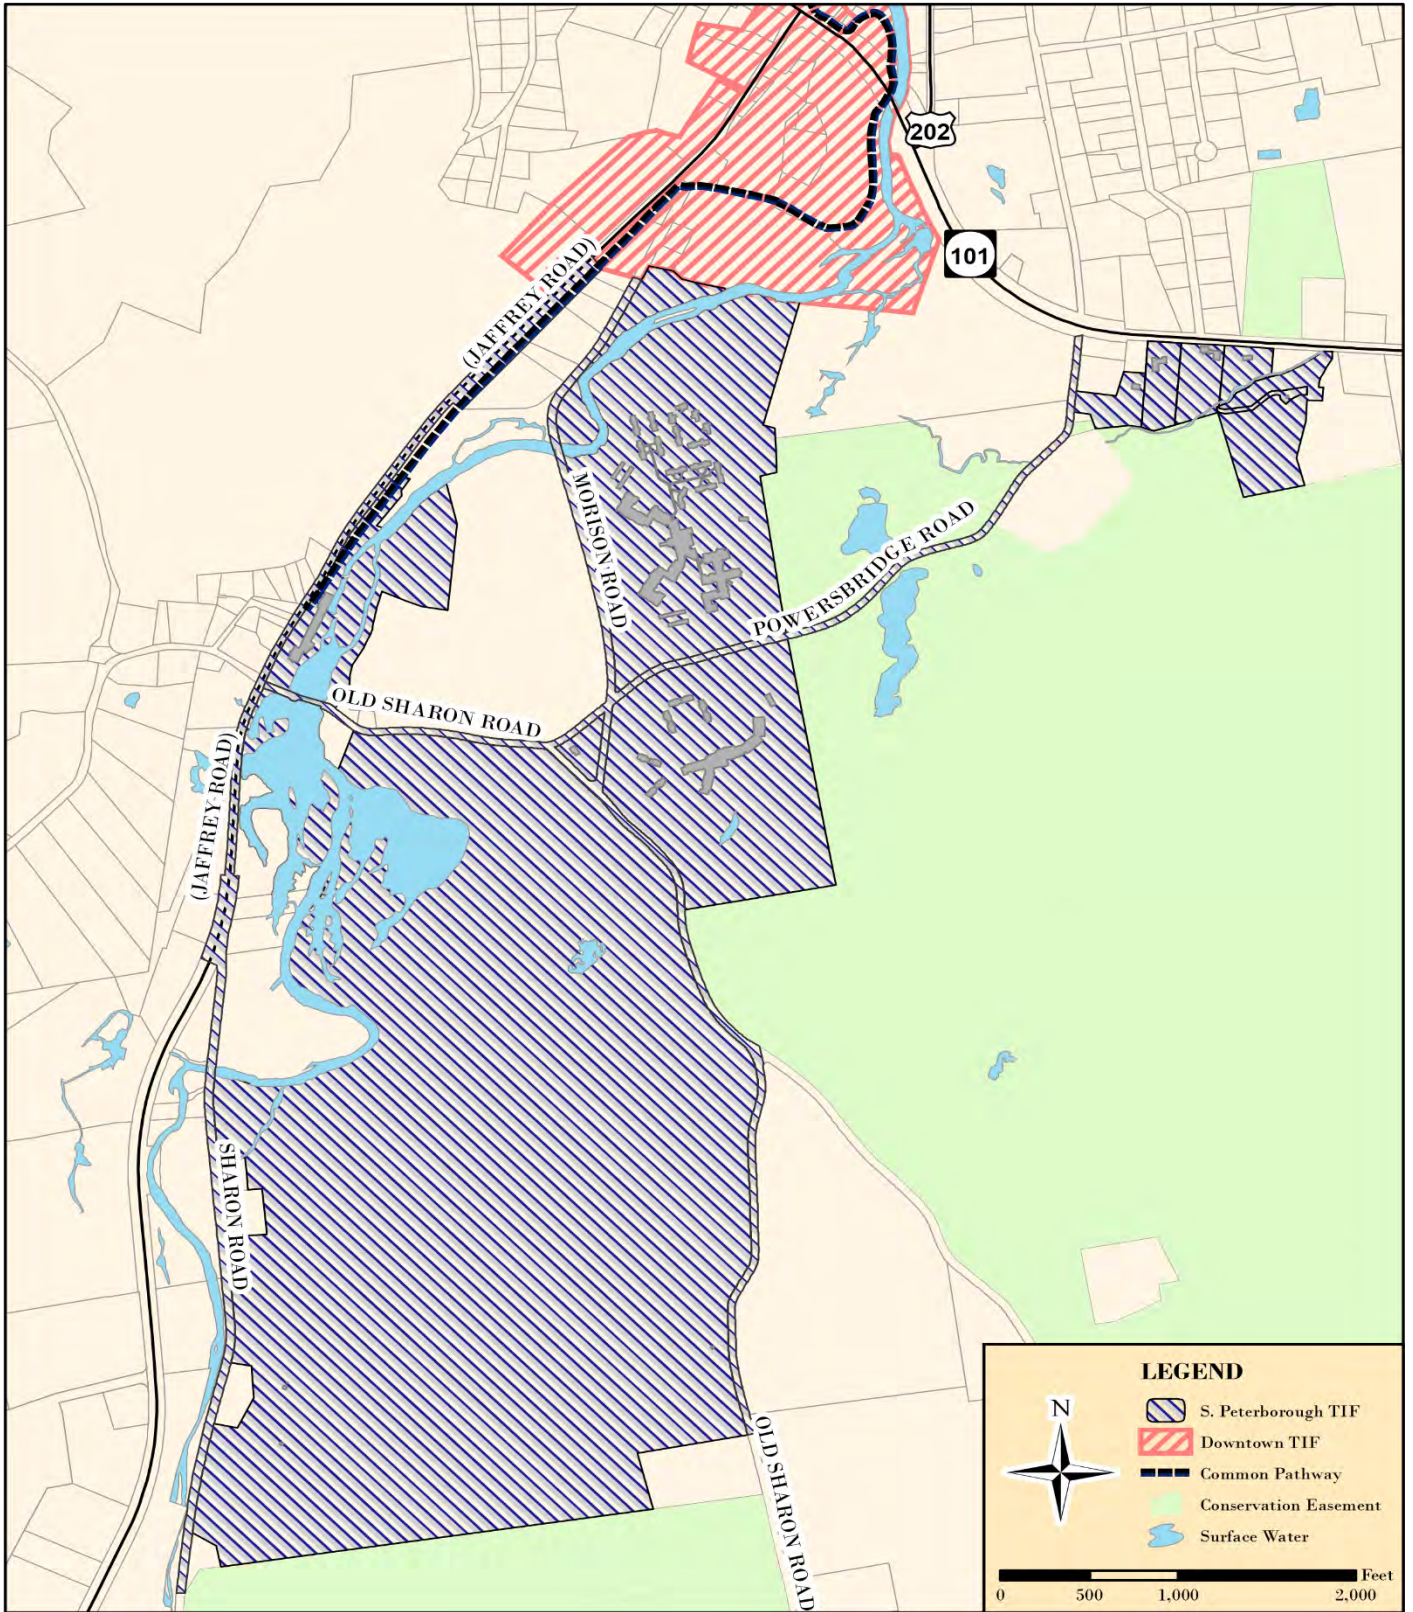 202
101
(JAFFREY ROAD)
MORISON ROAD
POWERSBRIDGE ROAD
OLD SHARON ROAD
(JAFFREY ROAD)
SHARON ROAD
OLD SHARON ROAD
LEGEND
N
S. Peterborough TIF
Downtown TIF
Common Pathway
Conservation Easement
Surface Water
Feet
0 500 1,000 2,000